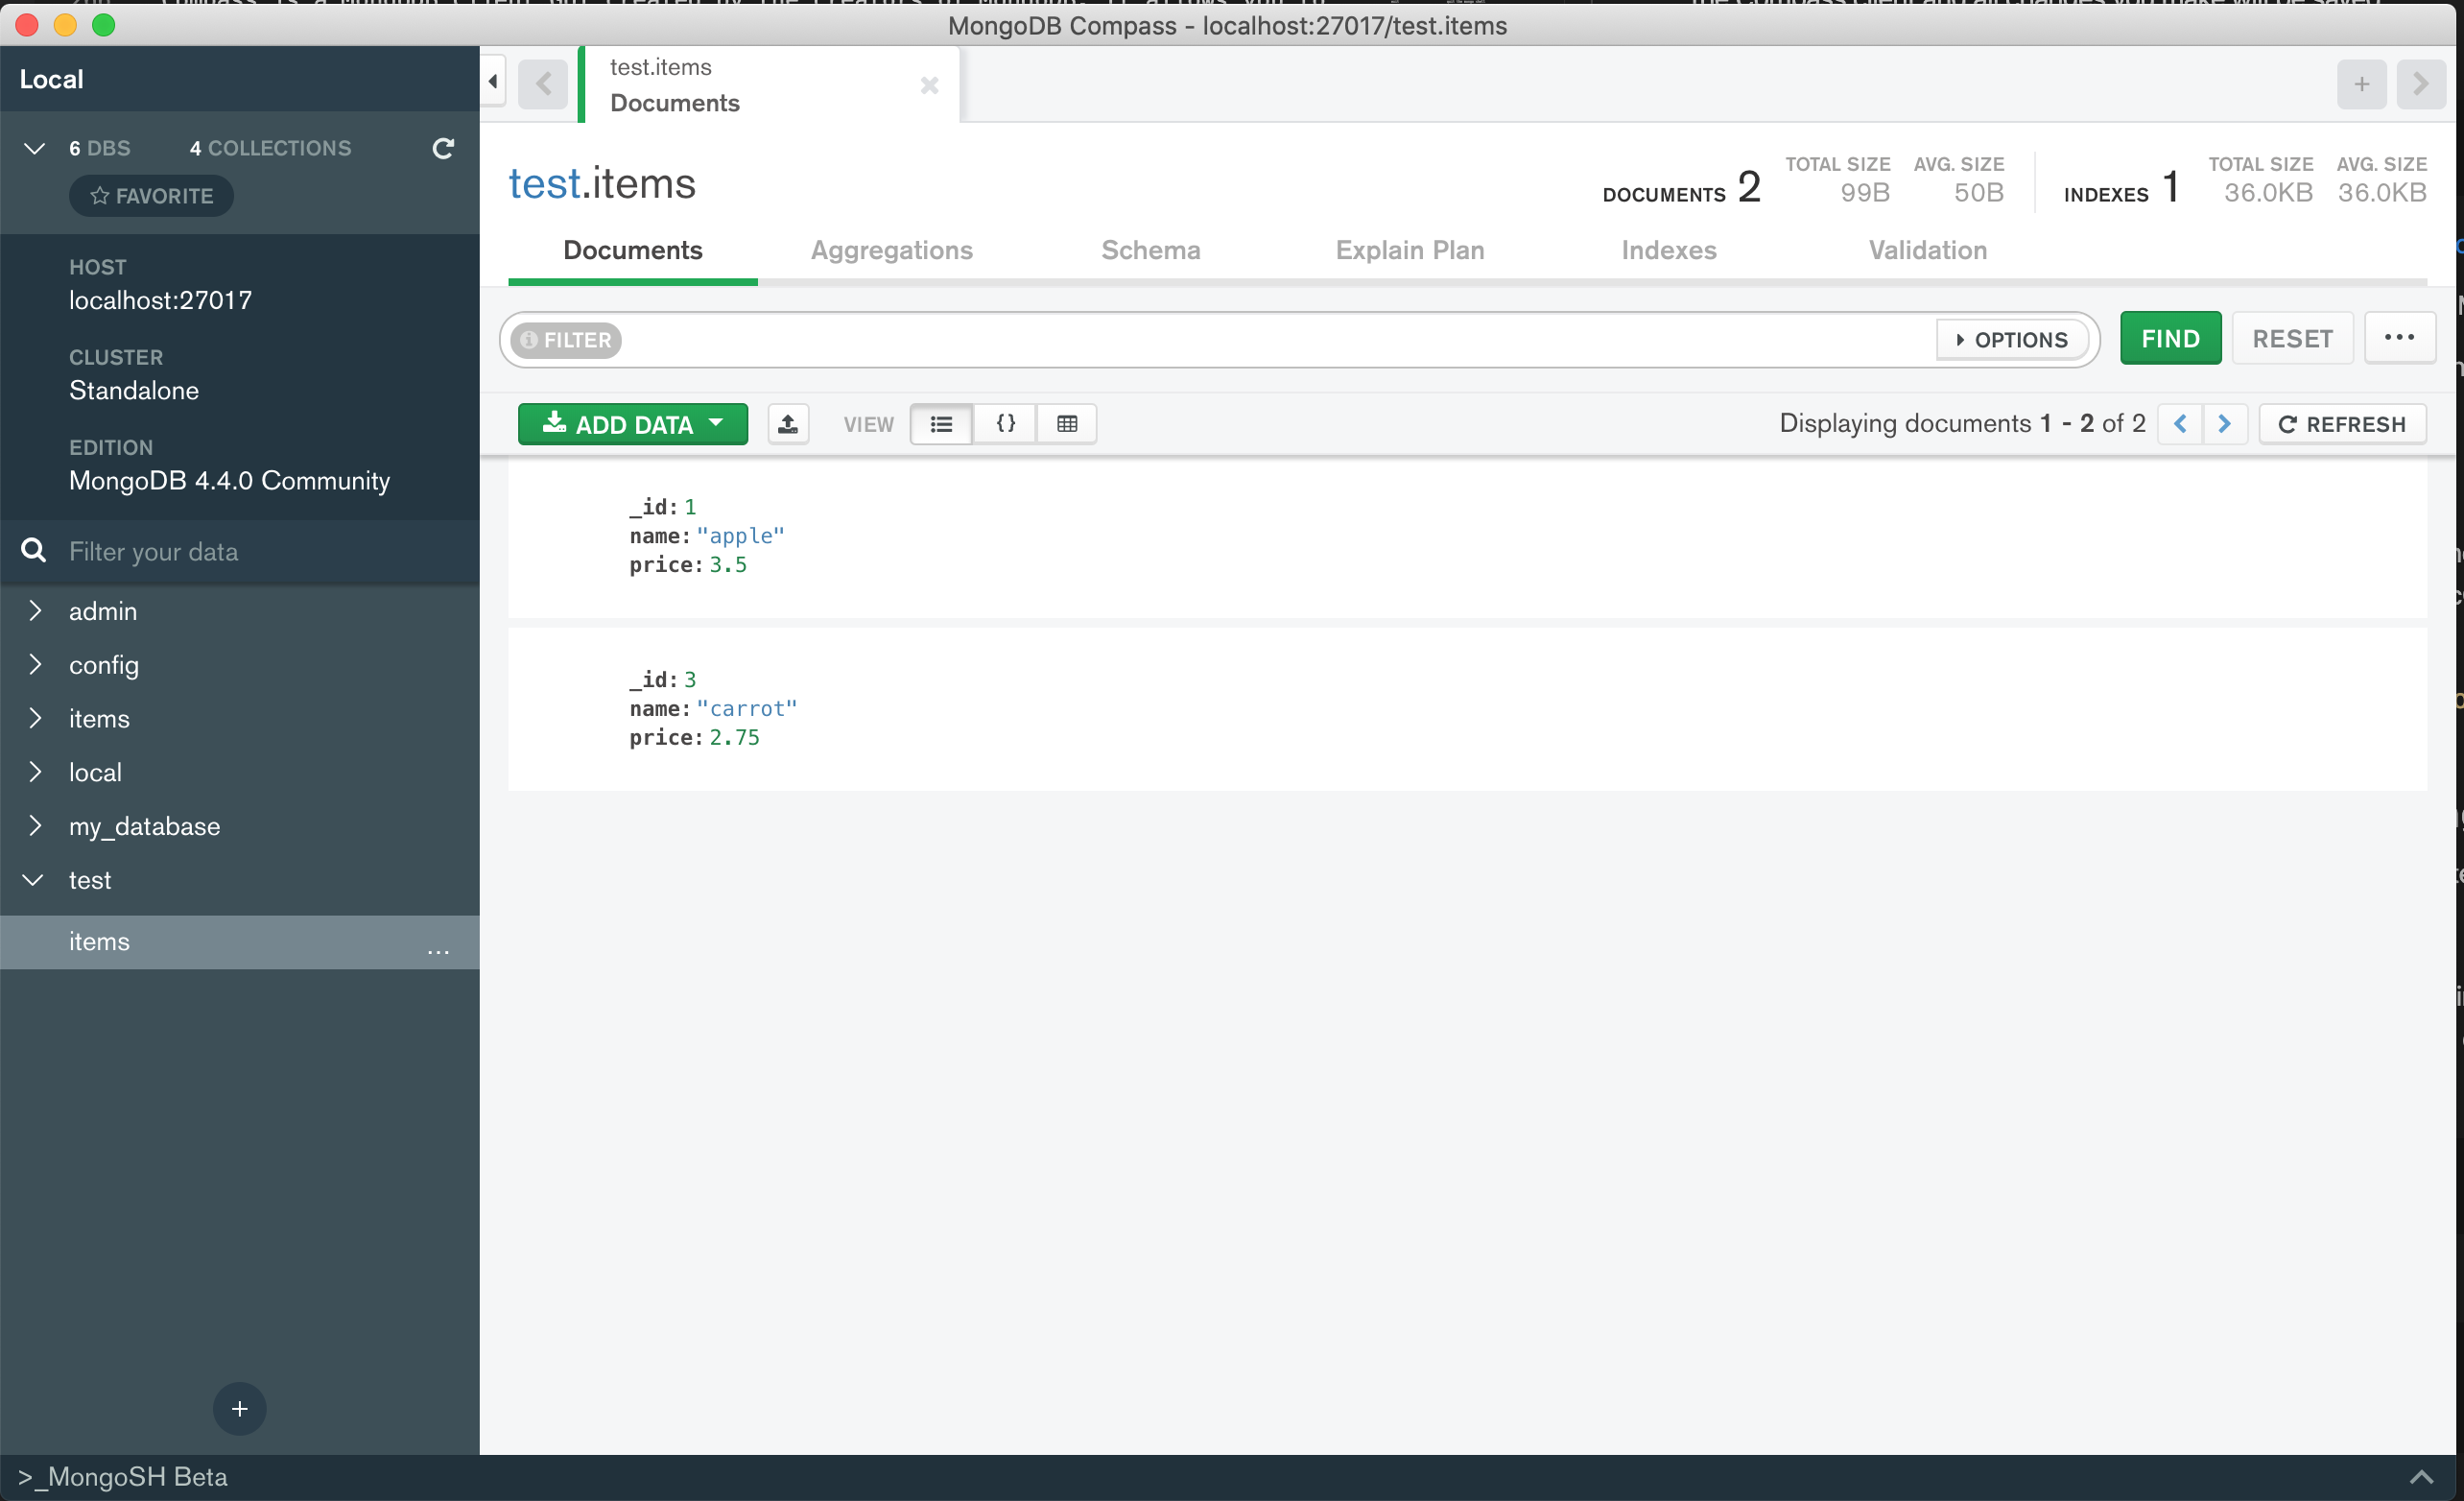 MongoDB Compass - localhost:27017/test.items
Local
6 DBS 4 COLLECTIONS
FAVORITE
HOST
localhost:27017
CLUSTER
Standalone
EDITION
MongoDB 4.4.0 Community
Filter your data
admin
config
items
local
my_database
test
items ...
>_MongoSH Beta
test.items
Documents
test.items
DOCUMENTS 2 TOTAL SIZE 99B AVG. SIZE 50B
INDEXES 1 TOTAL SIZE 36.0KB AVG. SIZE 36.0KB
Documents Aggregations Schema Explain Plan Indexes Validation
FILTER OPTIONS FIND RESET ...
ADD DATA VIEW {} Displaying documents 1 - 2 of 2 REFRESH
_id: 1
name: "apple"
price: 3.5
_id: 3
name: "carrot"
price: 2.75